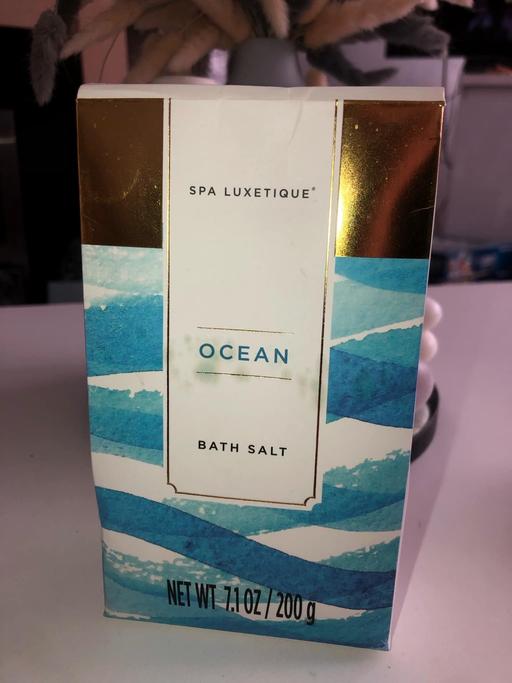 SPA LUXETIQUE®
OCEAN
BATH SALT
NET WT 7.1 OZ / 200 g